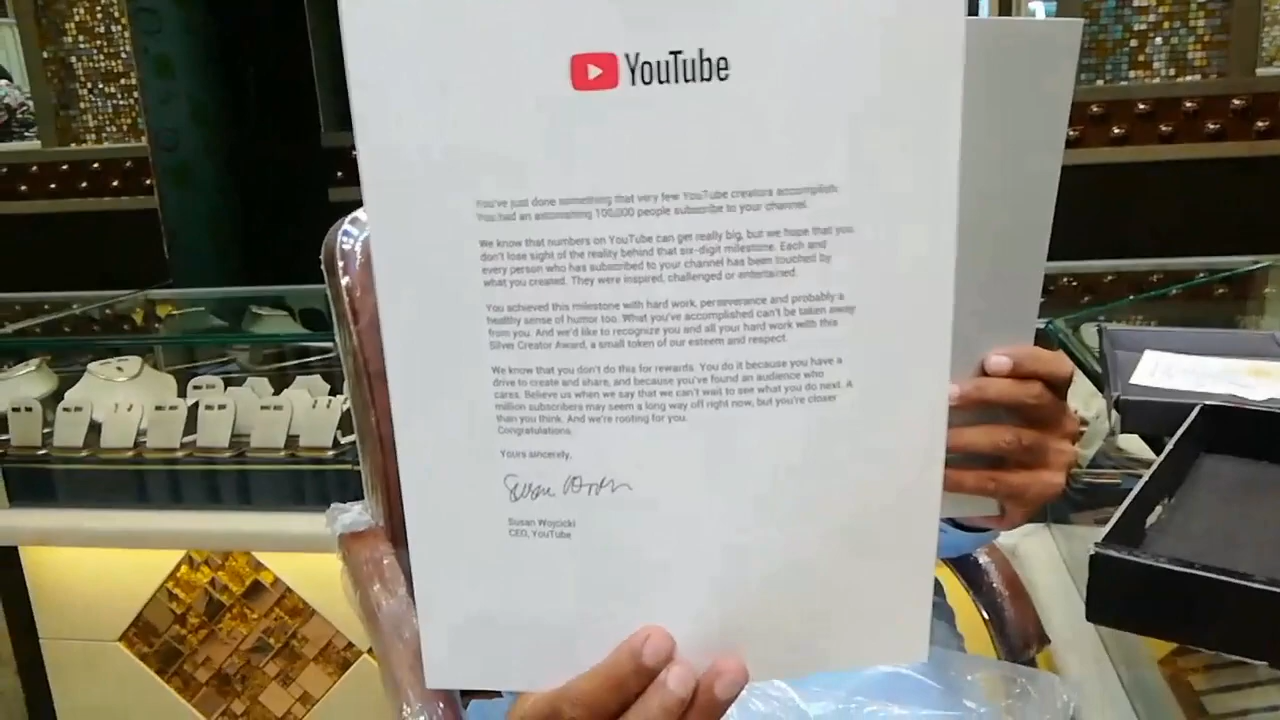 YouTube
You've just done something that very few YouTube creators accomplish.
You had an astonishing 100,000 people subscribe to your channel.
We know that numbers on YouTube can get really big, but we hope that you
don't lose sight of the reality behind that six-digit milestone. Each and
every person who has subscribed to your channel has been touched by
what you created. They were inspired, challenged or entertained.
You achieved this milestone with hard work, perseverance and probably a
healthy sense of humor too. What you've accomplished can't be taken away
from you. And we'd like to recognize you and all your hard work with this
Silver Creator Award, a small token of our esteem and respect.
We know that you don't do this for rewards. You do it because you have a
drive to create and share, and because you've found an audience who
cares. Believe us when we say that we can't wait to see what you do next. A
million subscribers may seem a long way off right now, but you're closer
than you think. And we're rooting for you.
Congratulations.
Yours sincerely,
Susan Wojcicki
CEO, YouTube